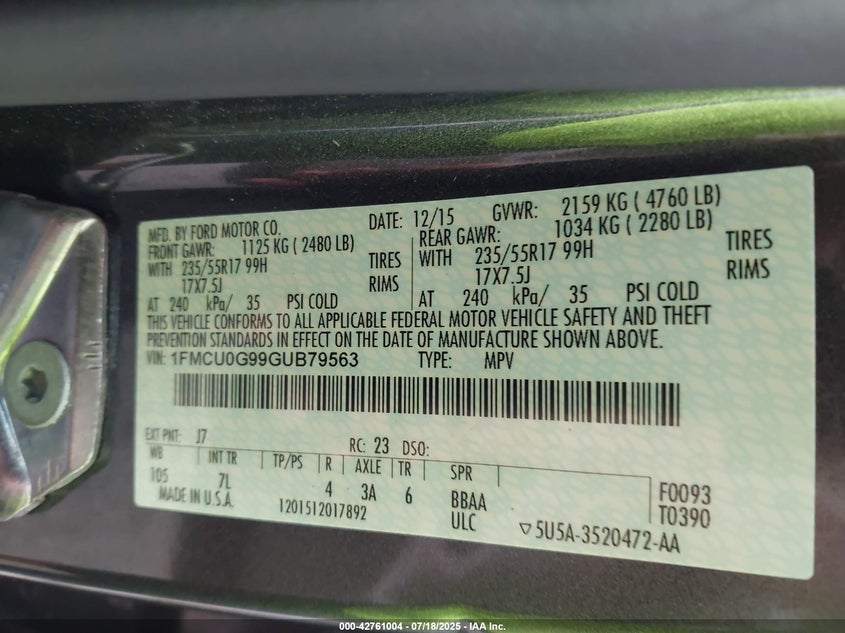 MFD. BY FORD MOTOR CO. DATE: 12/15 GVWR: 2159 KG ( 4760 LB)
FRONT GAWR: 1125 KG ( 2480 LB) REAR GAWR: 1034 KG ( 2280 LB)
WITH 235/55R17 99H TIRES WITH 235/55R17 99H TIRES
17X7.5J RIMS 17X7.5J RIMS
AT 240 kPa/ 35 PSI COLD AT 240 kPa/ 35 PSI COLD
THIS VEHICLE CONFORMS TO ALL APPLICABLE FEDERAL MOTOR VEHICLE SAFETY AND THEFT
PREVENTION STANDARDS IN EFFECT ON THE DATE OF MANUFACTURE SHOWN ABOVE.
VIN: 1FMCU0G99GUB79563 TYPE: MPV
EXT PNT: J7 RC: 23 DSO:
WB INT TR TP/PS R AXLE TR SPR
105 7L 4 3A 6 BBAA F0093
MADE IN U.S.A. 1201512017892 ULC T0390
▽5U5A-3520472-AA
000-42761004 | 07/18/2025 - IAA Inc.